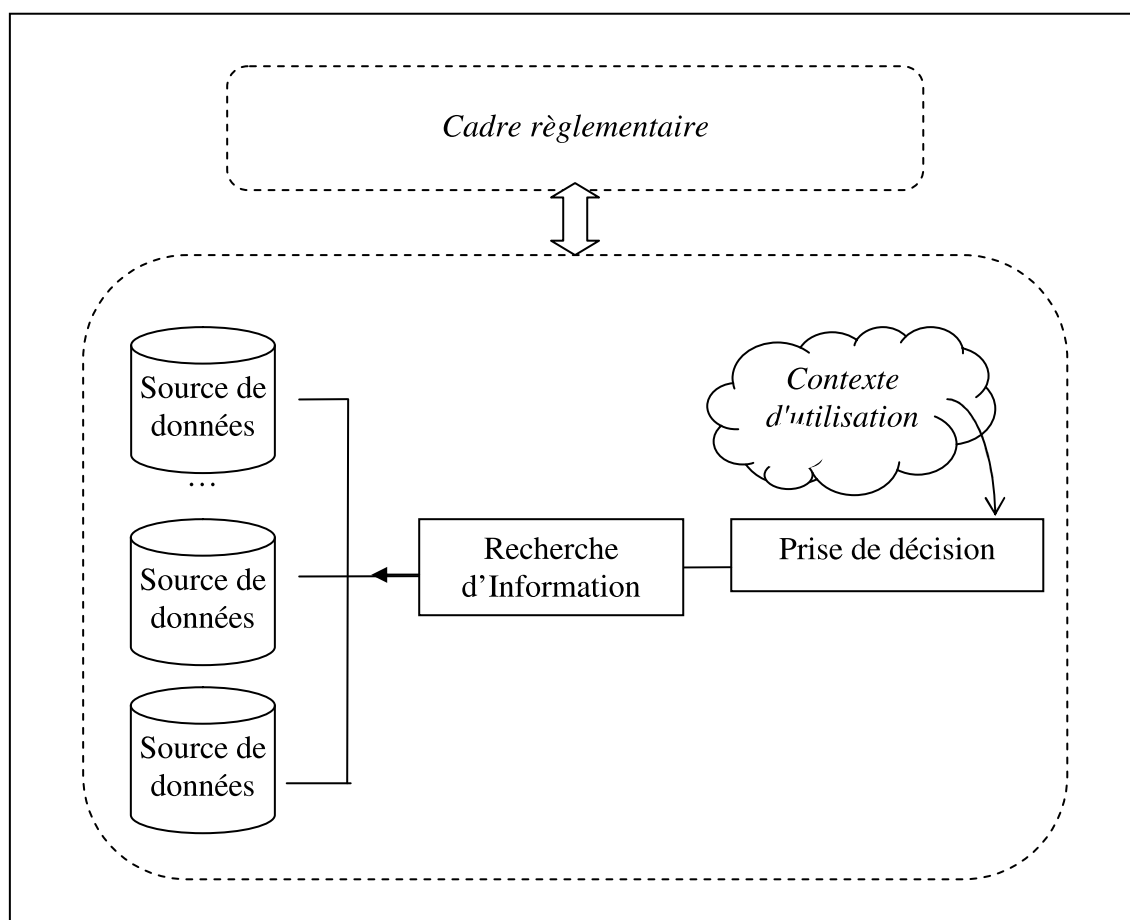 Cadre règlementaire
Source de
données
...
Contexte
d'utilisation
Source de
données
Recherche
d’Information
Prise de décision
Source de
données